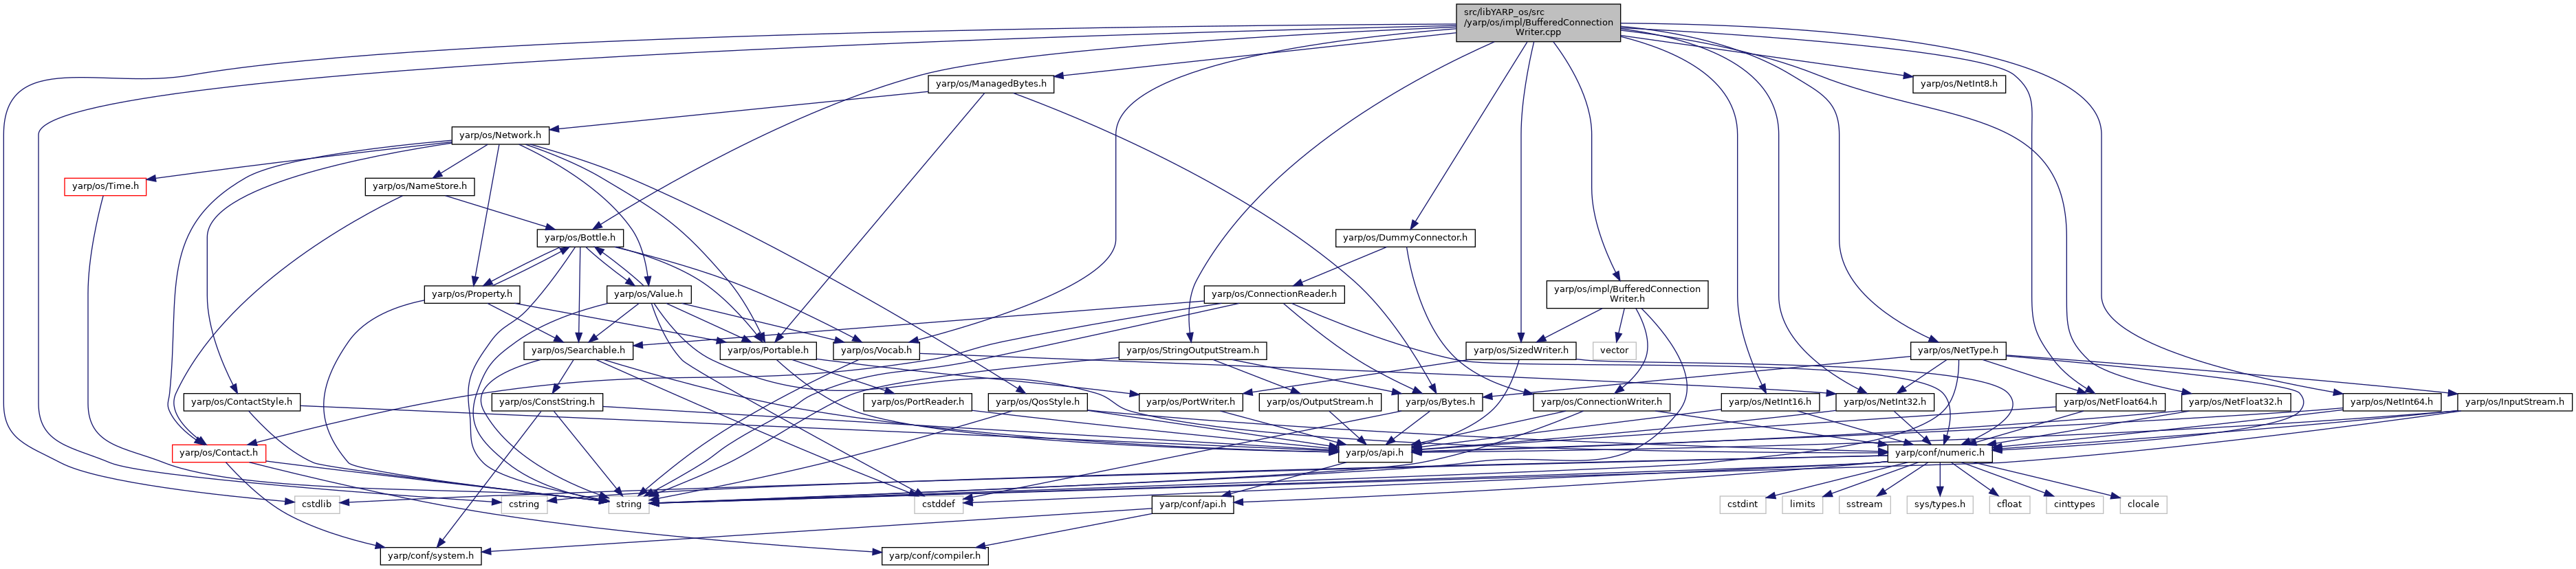 src/libYARP_os/src
/yarp/os/impl/BufferedConnection
Writer.cpp
yarp/os/ManagedBytes.h
yarp/os/NetInt8.h
yarp/os/Network.h
yarp/os/Time.h
yarp/os/NameStore.h
yarp/os/Bottle.h
yarp/os/DummyConnector.h
yarp/os/Property.h
yarp/os/Value.h
yarp/os/ConnectionReader.h
yarp/os/impl/BufferedConnection
Writer.h
yarp/os/Searchable.h
yarp/os/Portable.h
yarp/os/Vocab.h
yarp/os/StringOutputStream.h
yarp/os/SizedWriter.h
vector
yarp/os/NetType.h
yarp/os/ContactStyle.h
yarp/os/ConstString.h
yarp/os/PortReader.h
yarp/os/QosStyle.h
yarp/os/PortWriter.h
yarp/os/OutputStream.h
yarp/os/Bytes.h
yarp/os/ConnectionWriter.h
yarp/os/NetInt16.h
yarp/os/NetInt32.h
yarp/os/NetFloat64.h
yarp/os/NetFloat32.h
yarp/os/NetInt64.h
yarp/os/InputStream.h
yarp/os/Contact.h
yarp/os/api.h
yarp/conf/numeric.h
cstdlib
cstring
string
cstddef
yarp/conf/api.h
cstdint
limits
sstream
sys/types.h
cfloat
cinttypes
clocale
yarp/conf/system.h
yarp/conf/compiler.h